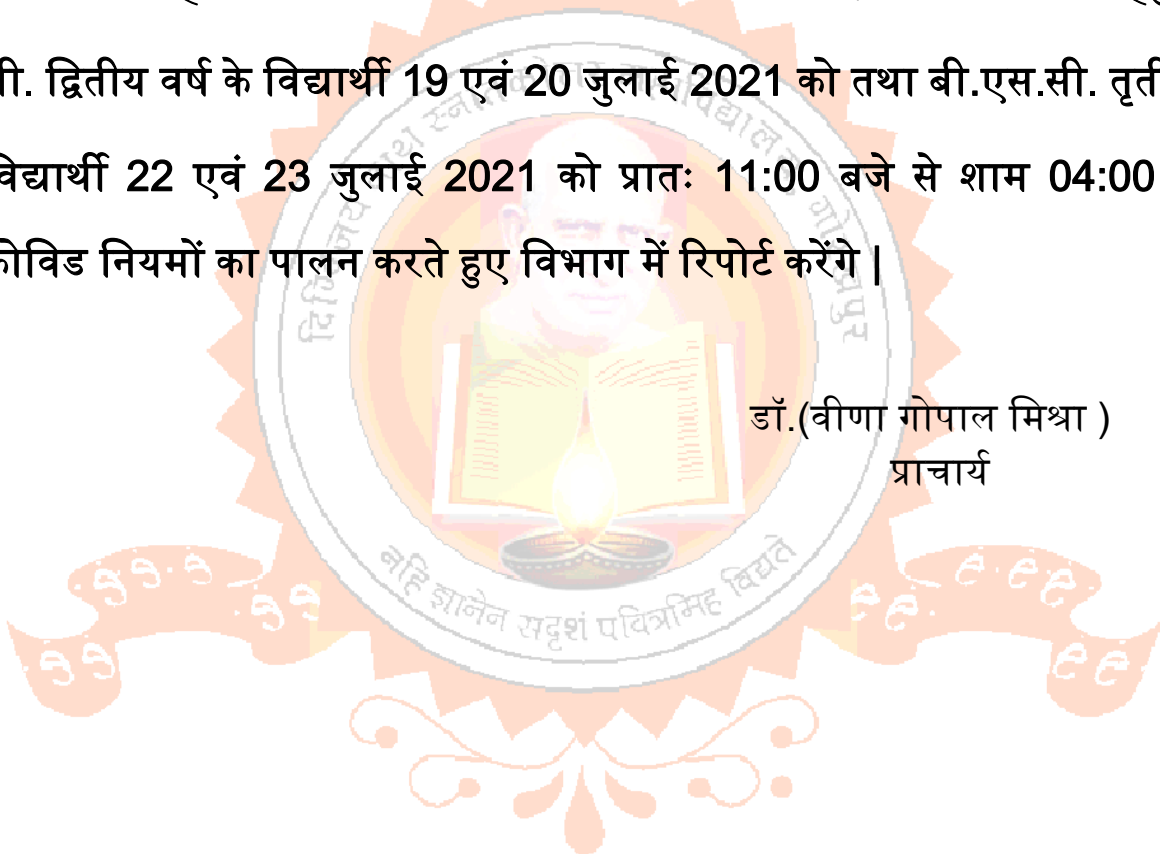 ी. द्वितीय वर्ष के विद्यार्थी 19 एवं 20 जुलाई 2021 को तथा बी.एस.सी. तृती
विद्यार्थी 22 एवं 23 जुलाई 2021 को प्रातः 11:00 बजे से शाम 04:00
कोविड नियमों का पालन करते हुए विभाग में रिपोर्ट करेंगे |
डॉ.(वीणा गोपाल मिश्रा )
प्राचार्य
नहि ज्ञानेन सदृशं पवित्रमिह विद्यते